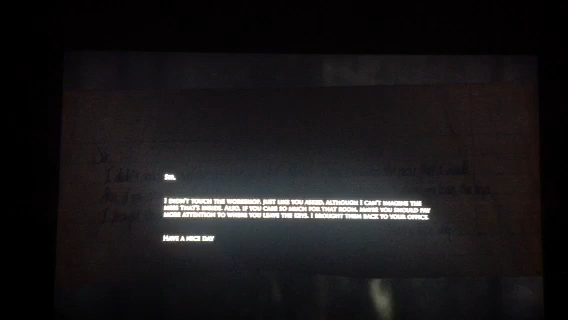 Sir,
I didn't touch the workshop, just like you asked, although I can't imagine the
mess that's inside. Also, if you care so much for that room, maybe you should pay
more attention to where you leave the keys. I brought them back to your office.
Have a nice day